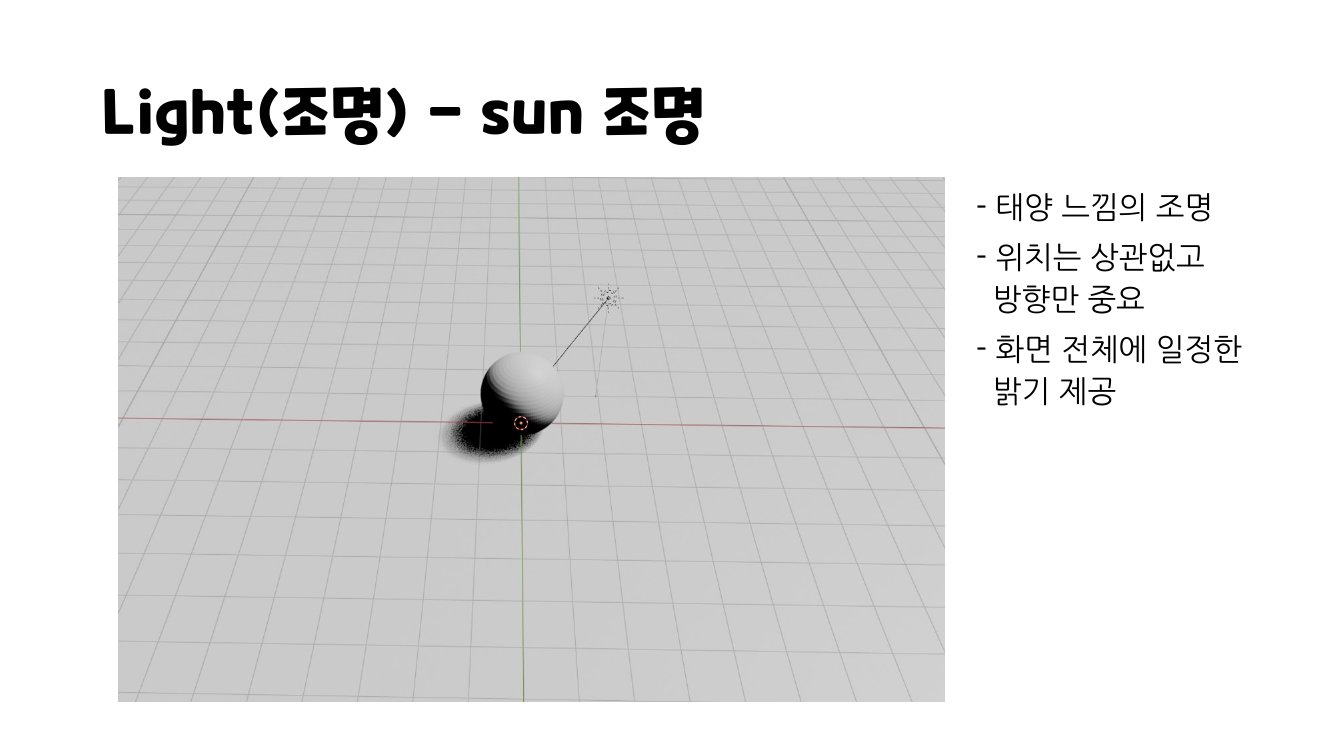 Light(조명) - sun 조명
- 태양 느낌의 조명
- 위치는 상관없고
방향만 중요
- 화면 전체에 일정한
밝기 제공